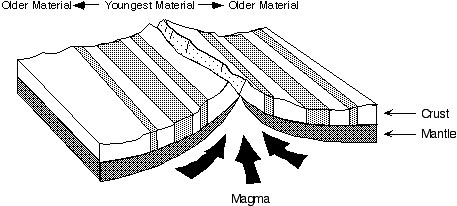 Older Material Youngest Material Older Material
Crust
Mantle
Magma